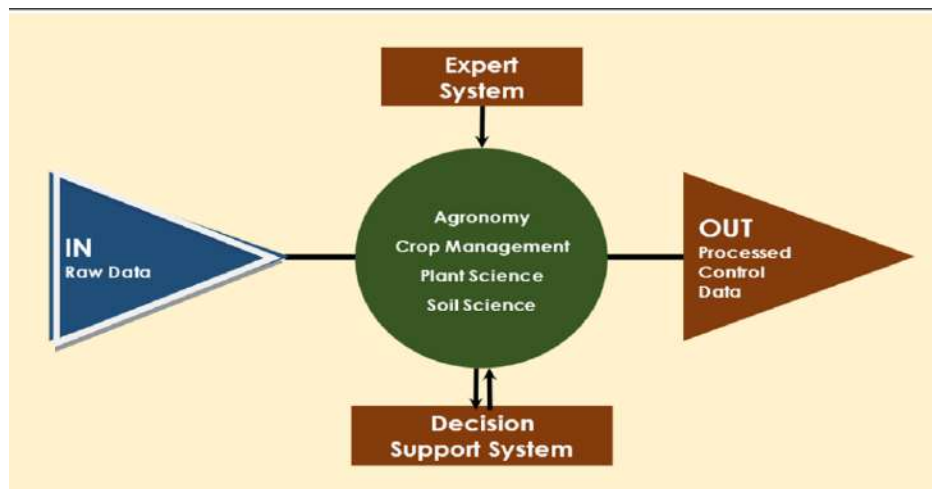 Expert
System
IN
Raw Data
Agronomy
Crop Management
Plant Science
Soil Science
OUT
Processed
Control
Data
Decision
Support System